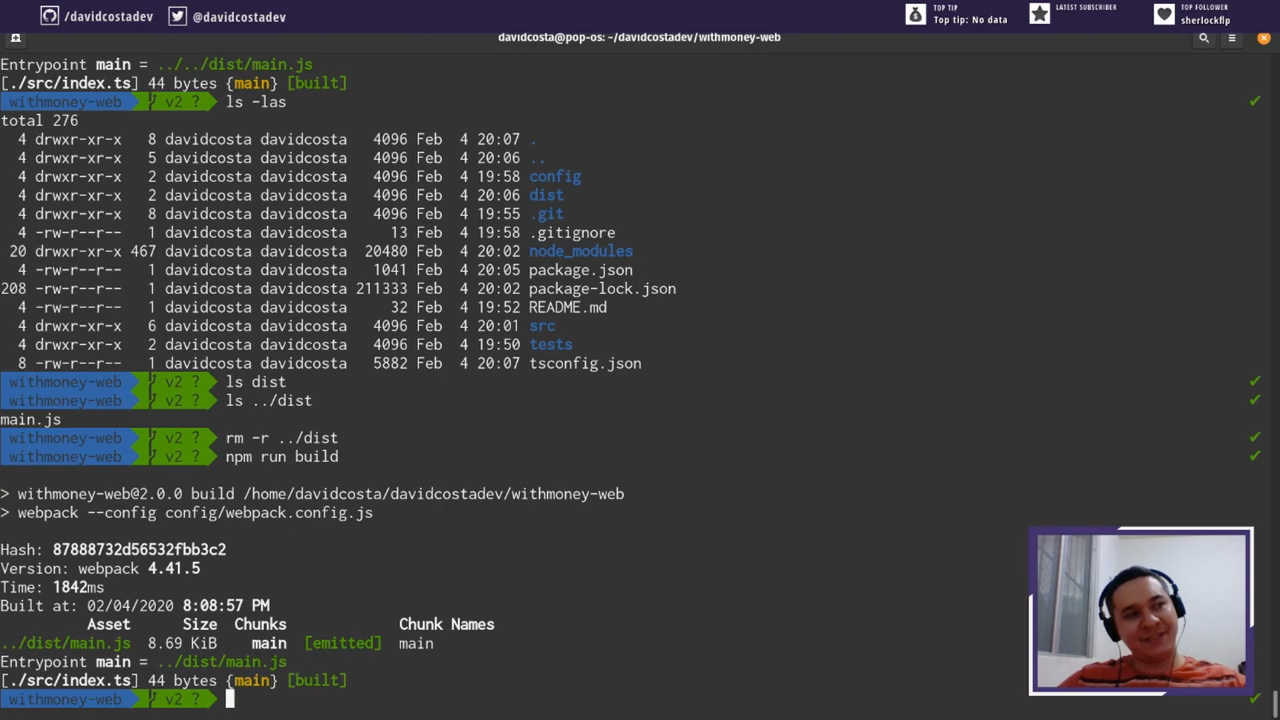 /davidcostadev @davidcostadev
TOP TIP
Top tip: No data
LATEST SUBSCRIBER
TOP FOLLOWER
sherlockflp
davidcosta@pop-os: ~/davidcostadev/withmoney-web
Entrypoint main = ../../dist/main.js
[./src/index.ts] 44 bytes {main} [built]
withmoney-web v2 ? ls -las ✔
total 276
4 drwxr-xr-x 8 davidcosta davidcosta 4096 Feb 4 20:07 .
4 drwxr-xr-x 5 davidcosta davidcosta 4096 Feb 4 20:06 ..
4 drwxr-xr-x 2 davidcosta davidcosta 4096 Feb 4 19:58 config
4 drwxr-xr-x 2 davidcosta davidcosta 4096 Feb 4 20:06 dist
4 drwxr-xr-x 8 davidcosta davidcosta 4096 Feb 4 19:55 .git
4 -rw-r--r-- 1 davidcosta davidcosta 13 Feb 4 19:58 .gitignore
20 drwxr-xr-x 467 davidcosta davidcosta 20480 Feb 4 20:02 node_modules
4 -rw-r--r-- 1 davidcosta davidcosta 1041 Feb 4 20:05 package.json
208 -rw-r--r-- 1 davidcosta davidcosta 211333 Feb 4 20:02 package-lock.json
4 -rw-r--r-- 1 davidcosta davidcosta 32 Feb 4 19:52 README.md
4 drwxr-xr-x 6 davidcosta davidcosta 4096 Feb 4 20:01 src
4 drwxr-xr-x 2 davidcosta davidcosta 4096 Feb 4 19:50 tests
8 -rw-r--r-- 1 davidcosta davidcosta 5882 Feb 4 20:07 tsconfig.json
withmoney-web v2 ? ls dist ✔
withmoney-web v2 ? ls ../dist ✔
main.js
withmoney-web v2 ? rm -r ../dist ✔
withmoney-web v2 ? npm run build ✔
> withmoney-web@2.0.0 build /home/davidcosta/davidcostadev/withmoney-web
> webpack --config config/webpack.config.js
Hash: 87888732d56532fbb3c2
Version: webpack 4.41.5
Time: 1842ms
Built at: 02/04/2020 8:08:57 PM
Asset Size Chunks Chunk Names
../dist/main.js 8.69 KiB main [emitted] main
Entrypoint main = ../dist/main.js
[./src/index.ts] 44 bytes {main} [built]
withmoney-web v2 ? ✔